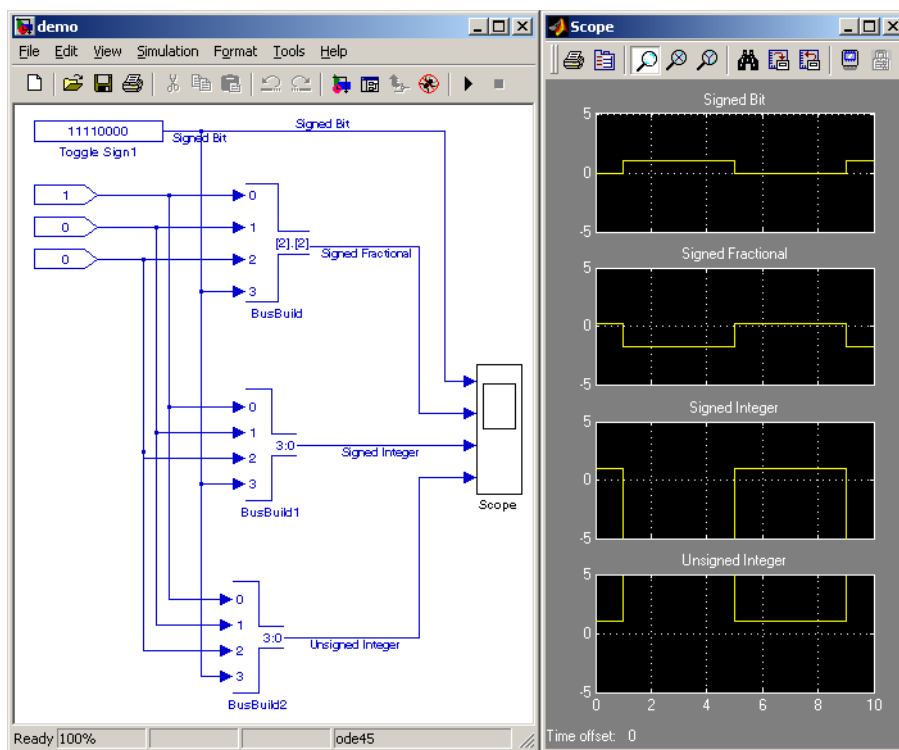 demo
File Edit View Simulation Format Tools Help
11110000
Toggle Sign1
Signed Bit
Signed Bit
1
0
0
0
1
2
3
[2].[2]
Signed Fractional
BusBuild
0
1
2
3
3:0
Signed Integer
BusBuild1
Scope
0
1
2
3
3:0
Unsigned Integer
BusBuild2
Ready 100% ode45
Scope
Signed Bit
5
0
-5
Signed Fractional
5
0
-5
Signed Integer
5
0
-5
Unsigned Integer
5
0
-5
0 2 4 6 8 10
Time offset: 0